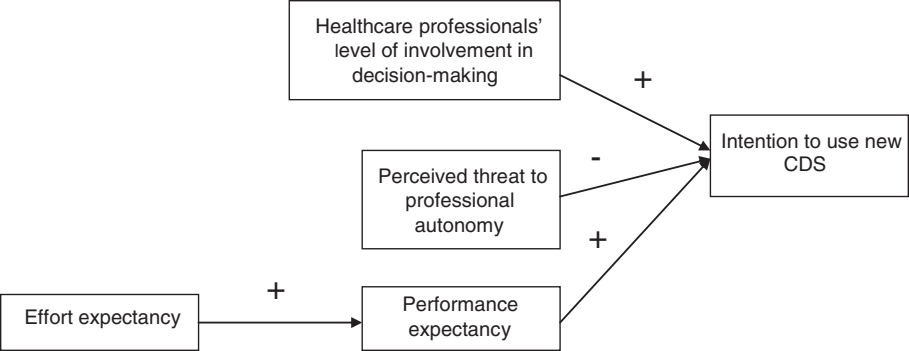 Healthcare professionals'
level of involvement in
decision-making
+
Intention to use new
CDS
-
Perceived threat to
professional
autonomy
+
+
Effort expectancy
Performance
expectancy